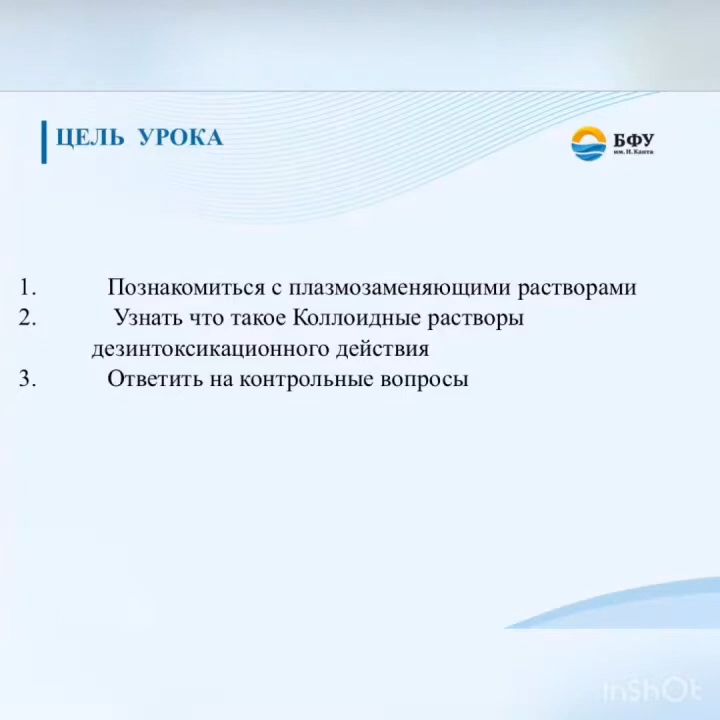 ЦЕЛЬ УРОКА
БФУ
им. И. Канта
1. Познакомиться с плазмозаменяющими растворами
2. Узнать что такое Коллоидные растворы
дезинтоксикационного действия
3. Ответить на контрольные вопросы
InShOt